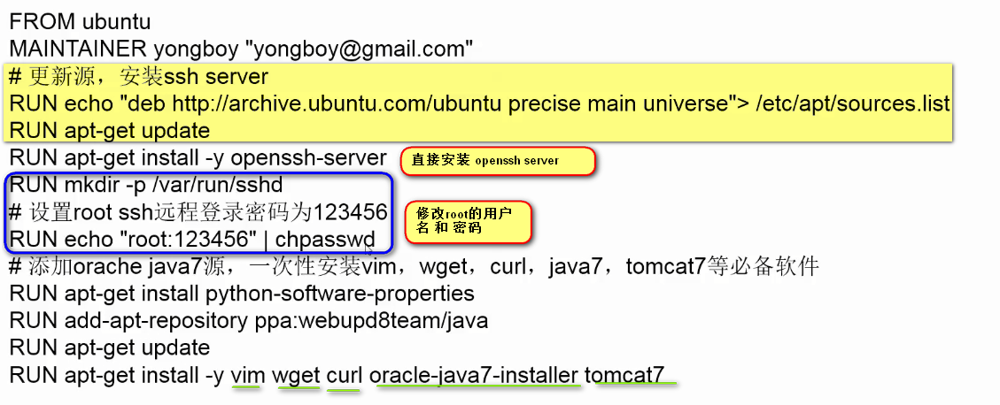 FROM ubuntu
MAINTAINER yongboy "yongboy@gmail.com"
# 更新源，安装ssh server
RUN echo "deb http://archive.ubuntu.com/ubuntu precise main universe"> /etc/apt/sources.list
RUN apt-get update
RUN apt-get install -y openssh-server
直接安装 openssh server
RUN mkdir -p /var/run/sshd
# 设置root ssh远程登录密码为123456
RUN echo "root:123456" | chpasswd
修改root的用户
名 和 密码
# 添加orache java7源，一次性安装vim，wget，curl，java7，tomcat7等必备软件
RUN apt-get install python-software-properties
RUN add-apt-repository ppa:webupd8team/java
RUN apt-get update
RUN apt-get install -y vim wget curl oracle-java7-installer tomcat7